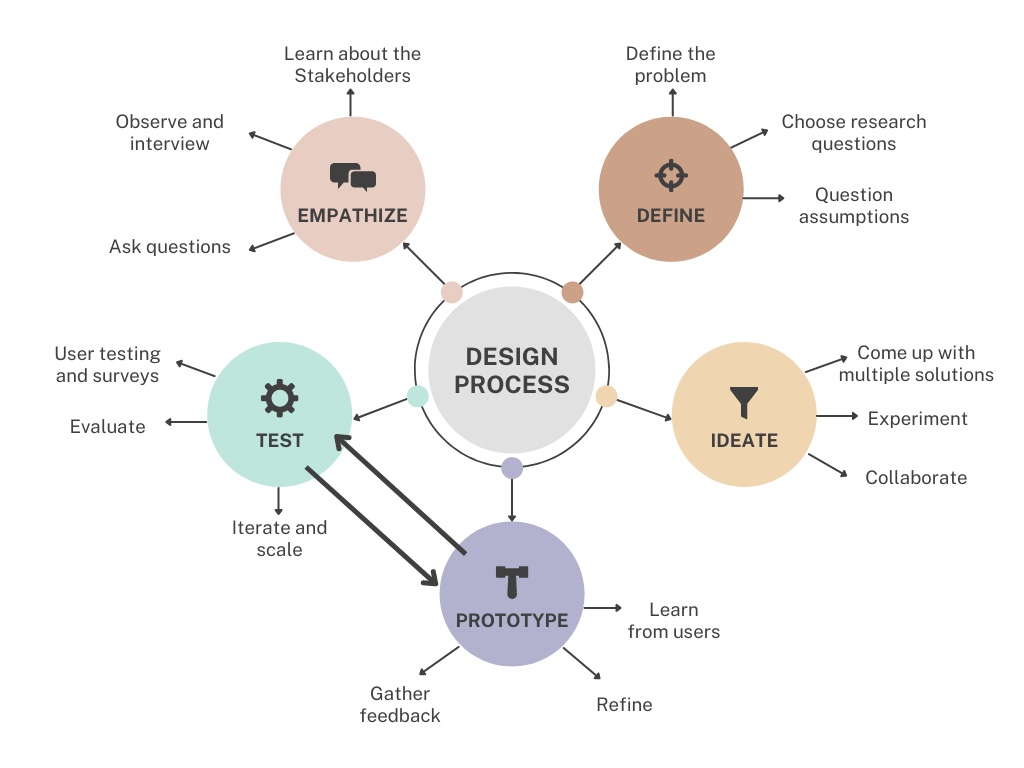 Learn about the
Stakeholders
Observe and
interview
EMPATHIZE
Ask questions
Define the
problem
Choose research
questions
Question
assumptions
DEFINE
DESIGN
PROCESS
User testing
and surveys
Evaluate
TEST
Iterate and
scale
Come up with
multiple solutions
Experiment
IDEATE
Collaborate
PROTOTYPE
Learn
from users
Gather
feedback
Refine